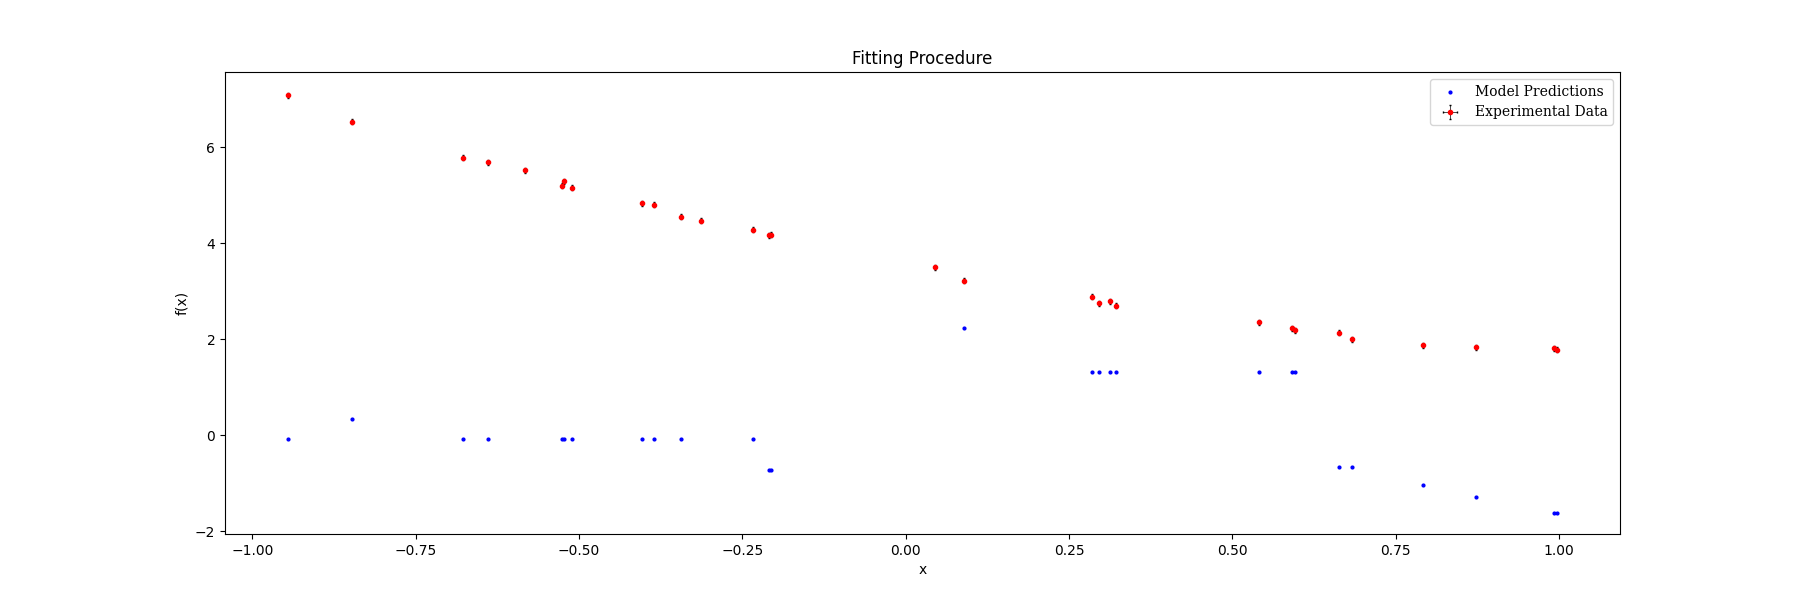 Fitting Procedure
Model Predictions
Experimental Data
f(x)
6
4
2
0
−2
−1.00 −0.75 −0.50 −0.25 0.00 0.25 0.50 0.75 1.00
x